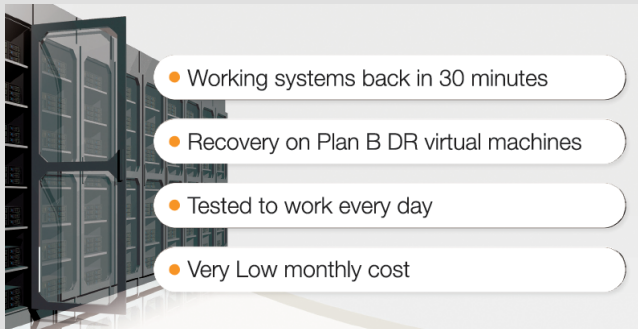 Working systems back in 30 minutes
Recovery on Plan B DR virtual machines
Tested to work every day
Very Low monthly cost